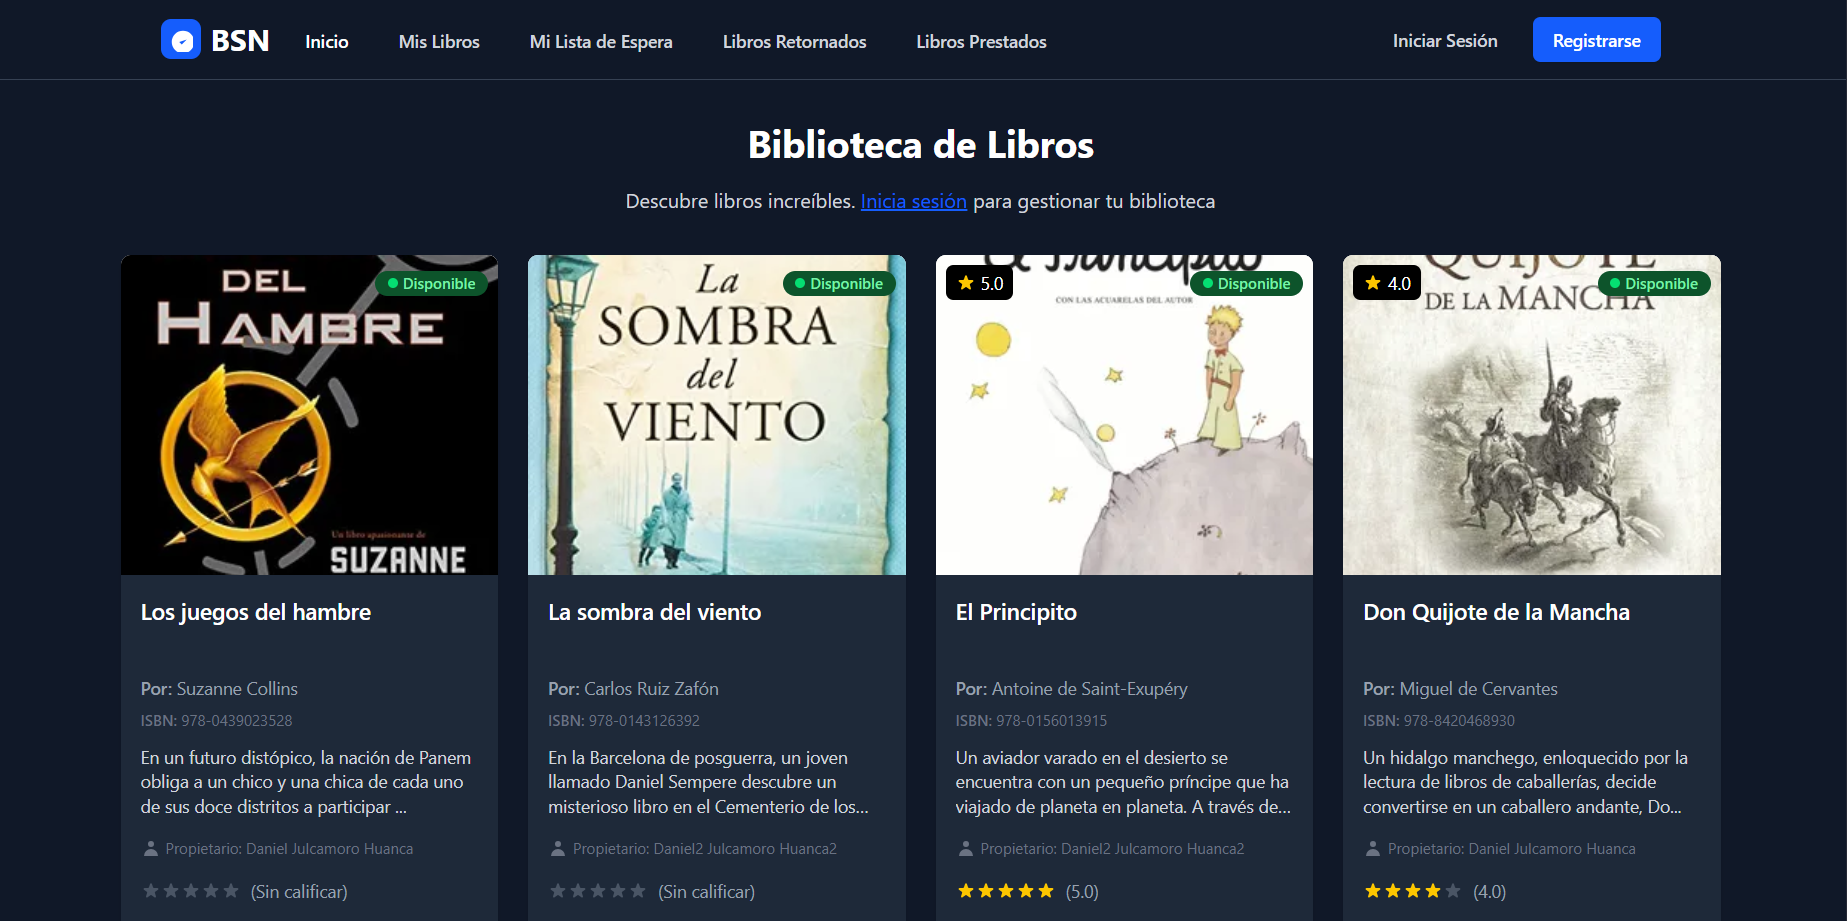 BSN
Inicio
Mis Libros
Mi Lista de Espera
Libros Retornados
Libros Prestados
Iniciar Sesión
Registrarse
Biblioteca de Libros
Descubre libros increíbles. Inicia sesión para gestionar tu biblioteca
Disponible
DEL
HAMBRE
Un libro apasionante de
SUZANNE
Los juegos del hambre
Por: Suzanne Collins
ISBN: 978-0439023528
En un futuro distópico, la nación de Panem
obliga a un chico y una chica de cada uno
de sus doce distritos a participar ...
Propietario: Daniel Julcamoro Huanca
(Sin calificar)
Disponible
La
SOMBRA
del
VIENTO
La sombra del viento
Por: Carlos Ruiz Zafón
ISBN: 978-0143126392
En la Barcelona de posguerra, un joven
llamado Daniel Sempere descubre un
misterioso libro en el Cementerio de los...
Propietario: Daniel2 Julcamoro Huanca2
(Sin calificar)
5.0
Disponible
El Principito
CON LAS ACUARELAS DEL AUTOR
El Principito
Por: Antoine de Saint-Exupéry
ISBN: 978-0156013915
Un aviador varado en el desierto se
encuentra con un pequeño príncipe que ha
viajado de planeta en planeta. A través de...
Propietario: Daniel2 Julcamoro Huanca2
(5.0)
4.0
Disponible
QUIJOTE
DE LA MANCHA
Don Quijote de la Mancha
Por: Miguel de Cervantes
ISBN: 978-8420468930
Un hidalgo manchego, enloquecido por la
lectura de libros de caballerías, decide
convertirse en un caballero andante, Do...
Propietario: Daniel Julcamoro Huanca
(4.0)